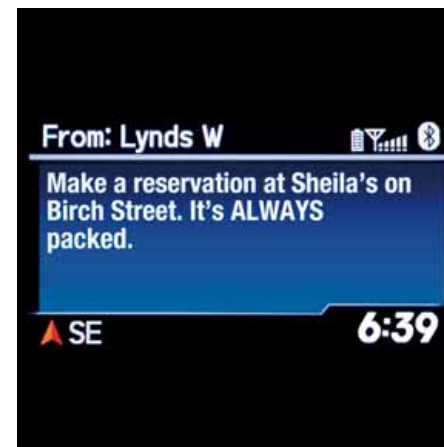 From: Lynds W
Make a reservation at Sheila's on
Birch Street. It's ALWAYS
packed.
SE
6:39